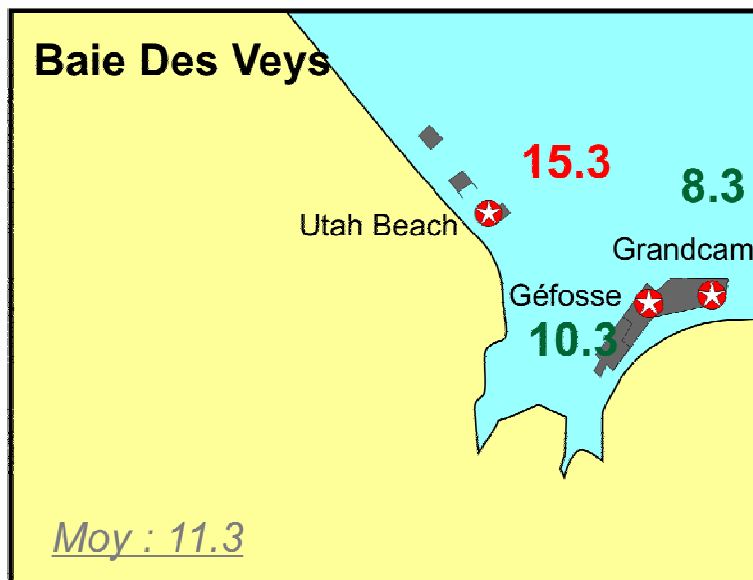 Baie Des Veys
15.3
8.3
Utah Beach
Grandcam
Géfosse
10.3
Moy : 11.3